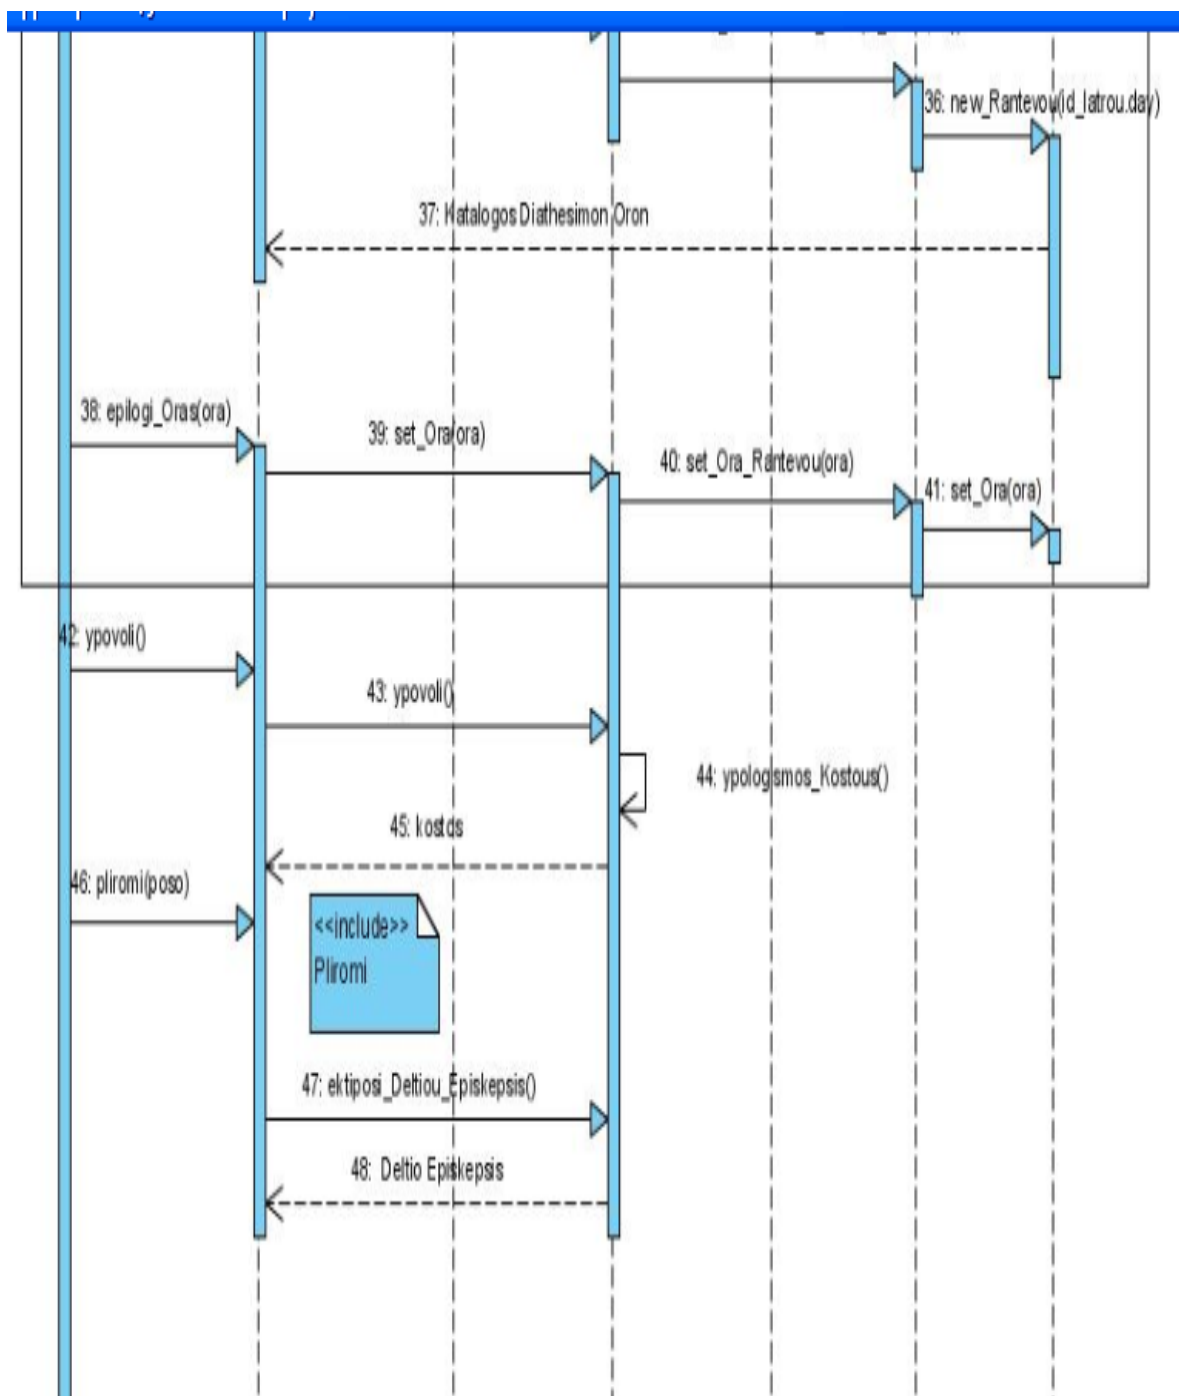 36: new_Rantevou(id_Iatrou.day)
37: Katalogos Diathesimon Oron
38: epilogi_Oras(ora)
39: set_Ora(ora)
40: set_Ora_Rantevou(ora)
41: set_Ora(ora)
42: ypovoli()
43: ypovoli()
44: ypologismos_Kostous()
45: kostos
46: pliromi(poso)
<<include>>
Pliromi
47: ektiposi_Deltiou_Episkepsis()
48: Deltio Episkepsis